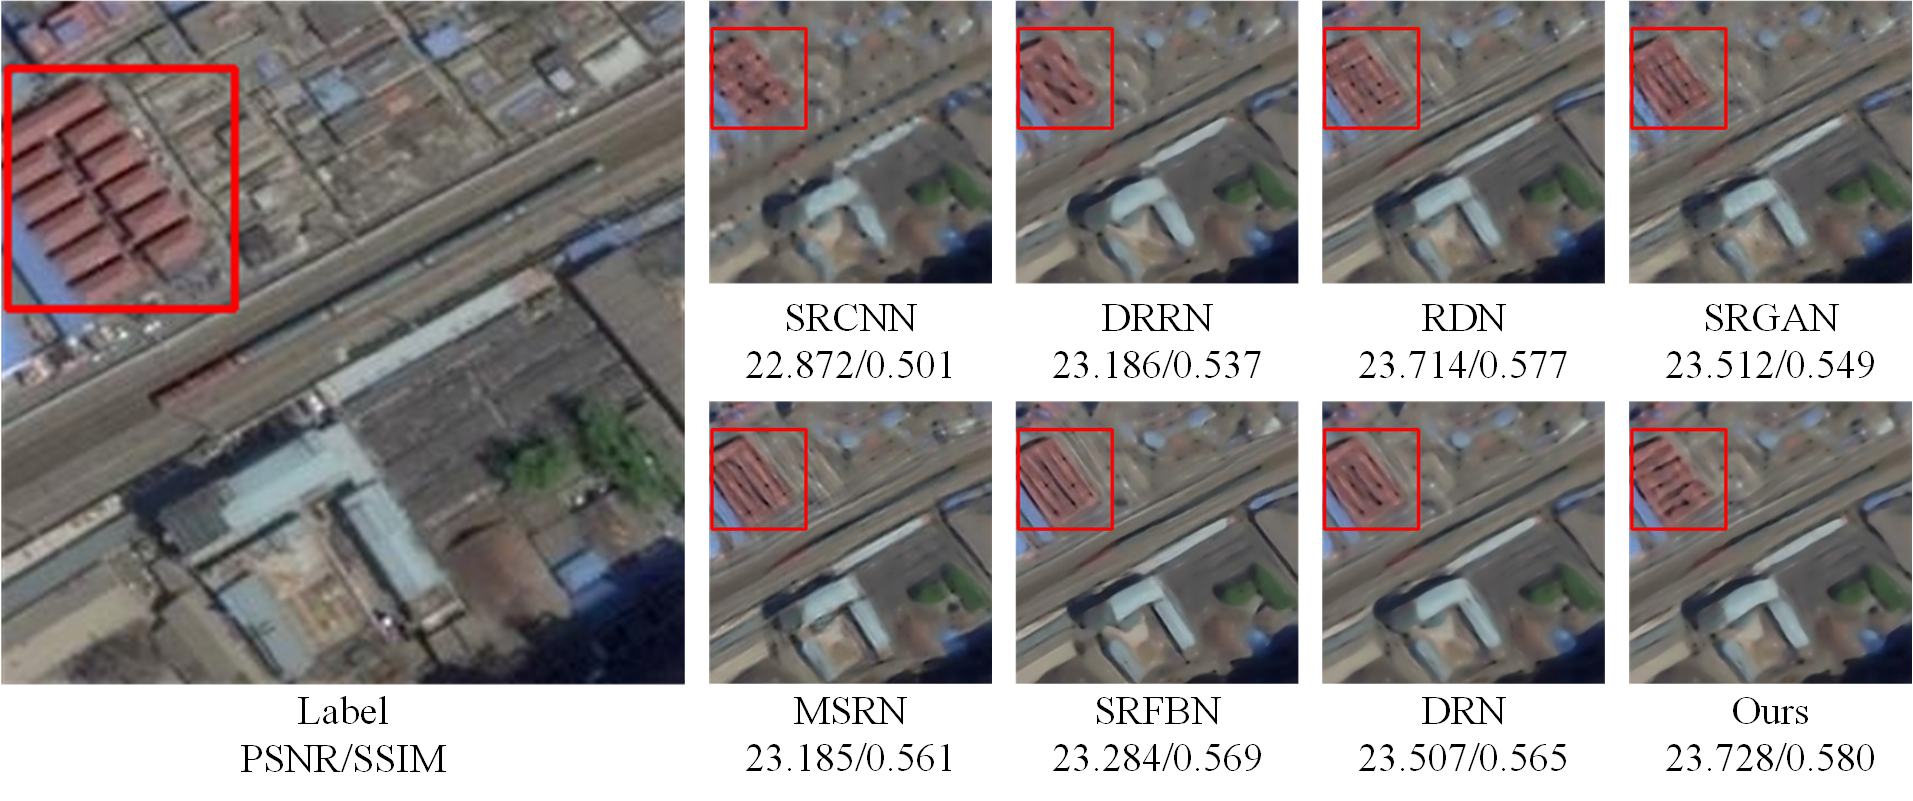 SRCNN
22.872/0.501
DRRN
23.186/0.537
RDN
23.714/0.577
SRGAN
23.512/0.549
Label
PSNR/SSIM
MSRN
23.185/0.561
SRFBN
23.284/0.569
DRN
23.507/0.565
Ours
23.728/0.580